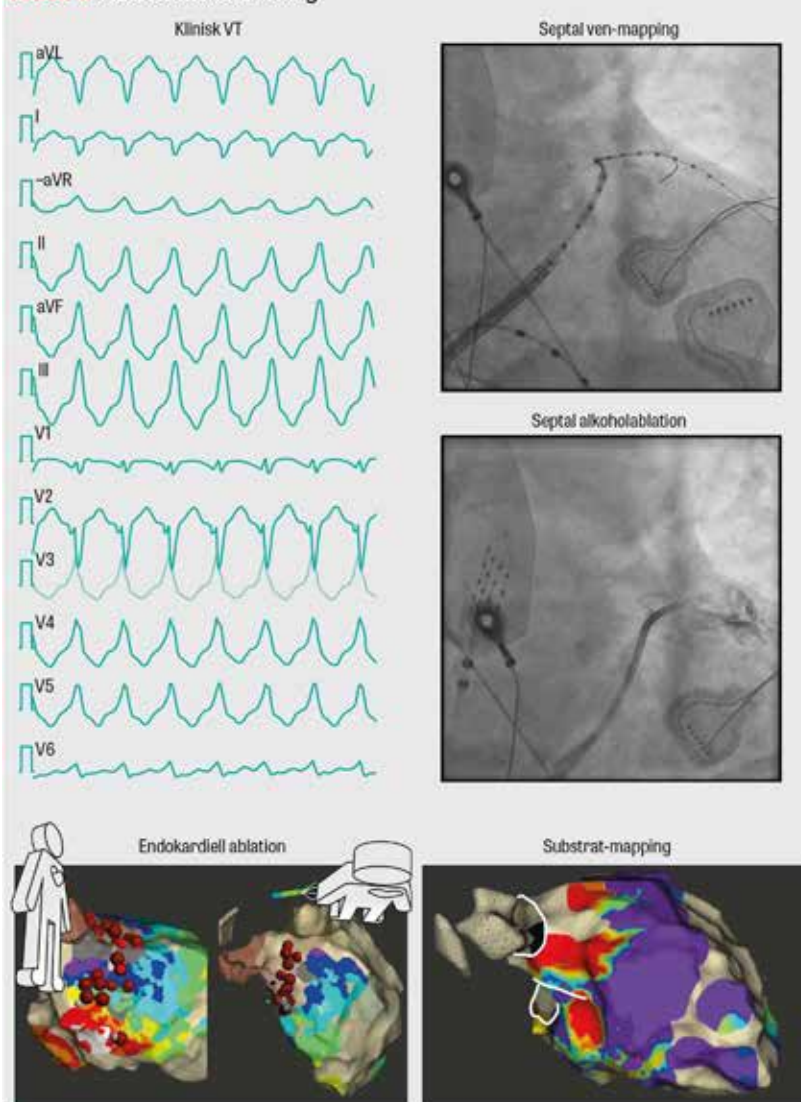 Klinisk VT
aVL
I
-aVR
II
aVF
III
V1
V2
V3
V4
V5
V6
Septal ven-mapping
Septal alkoholablation
Endokardiell ablation
Substrat-mapping